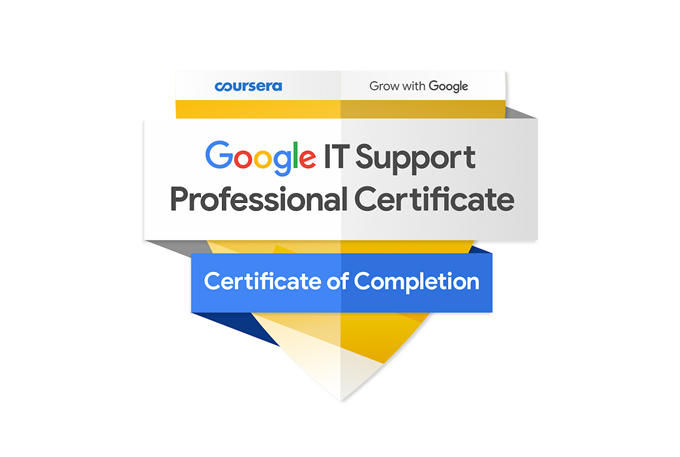 coursera
Grow with Google
Google IT Support
Professional Certificate
Certificate of Completion